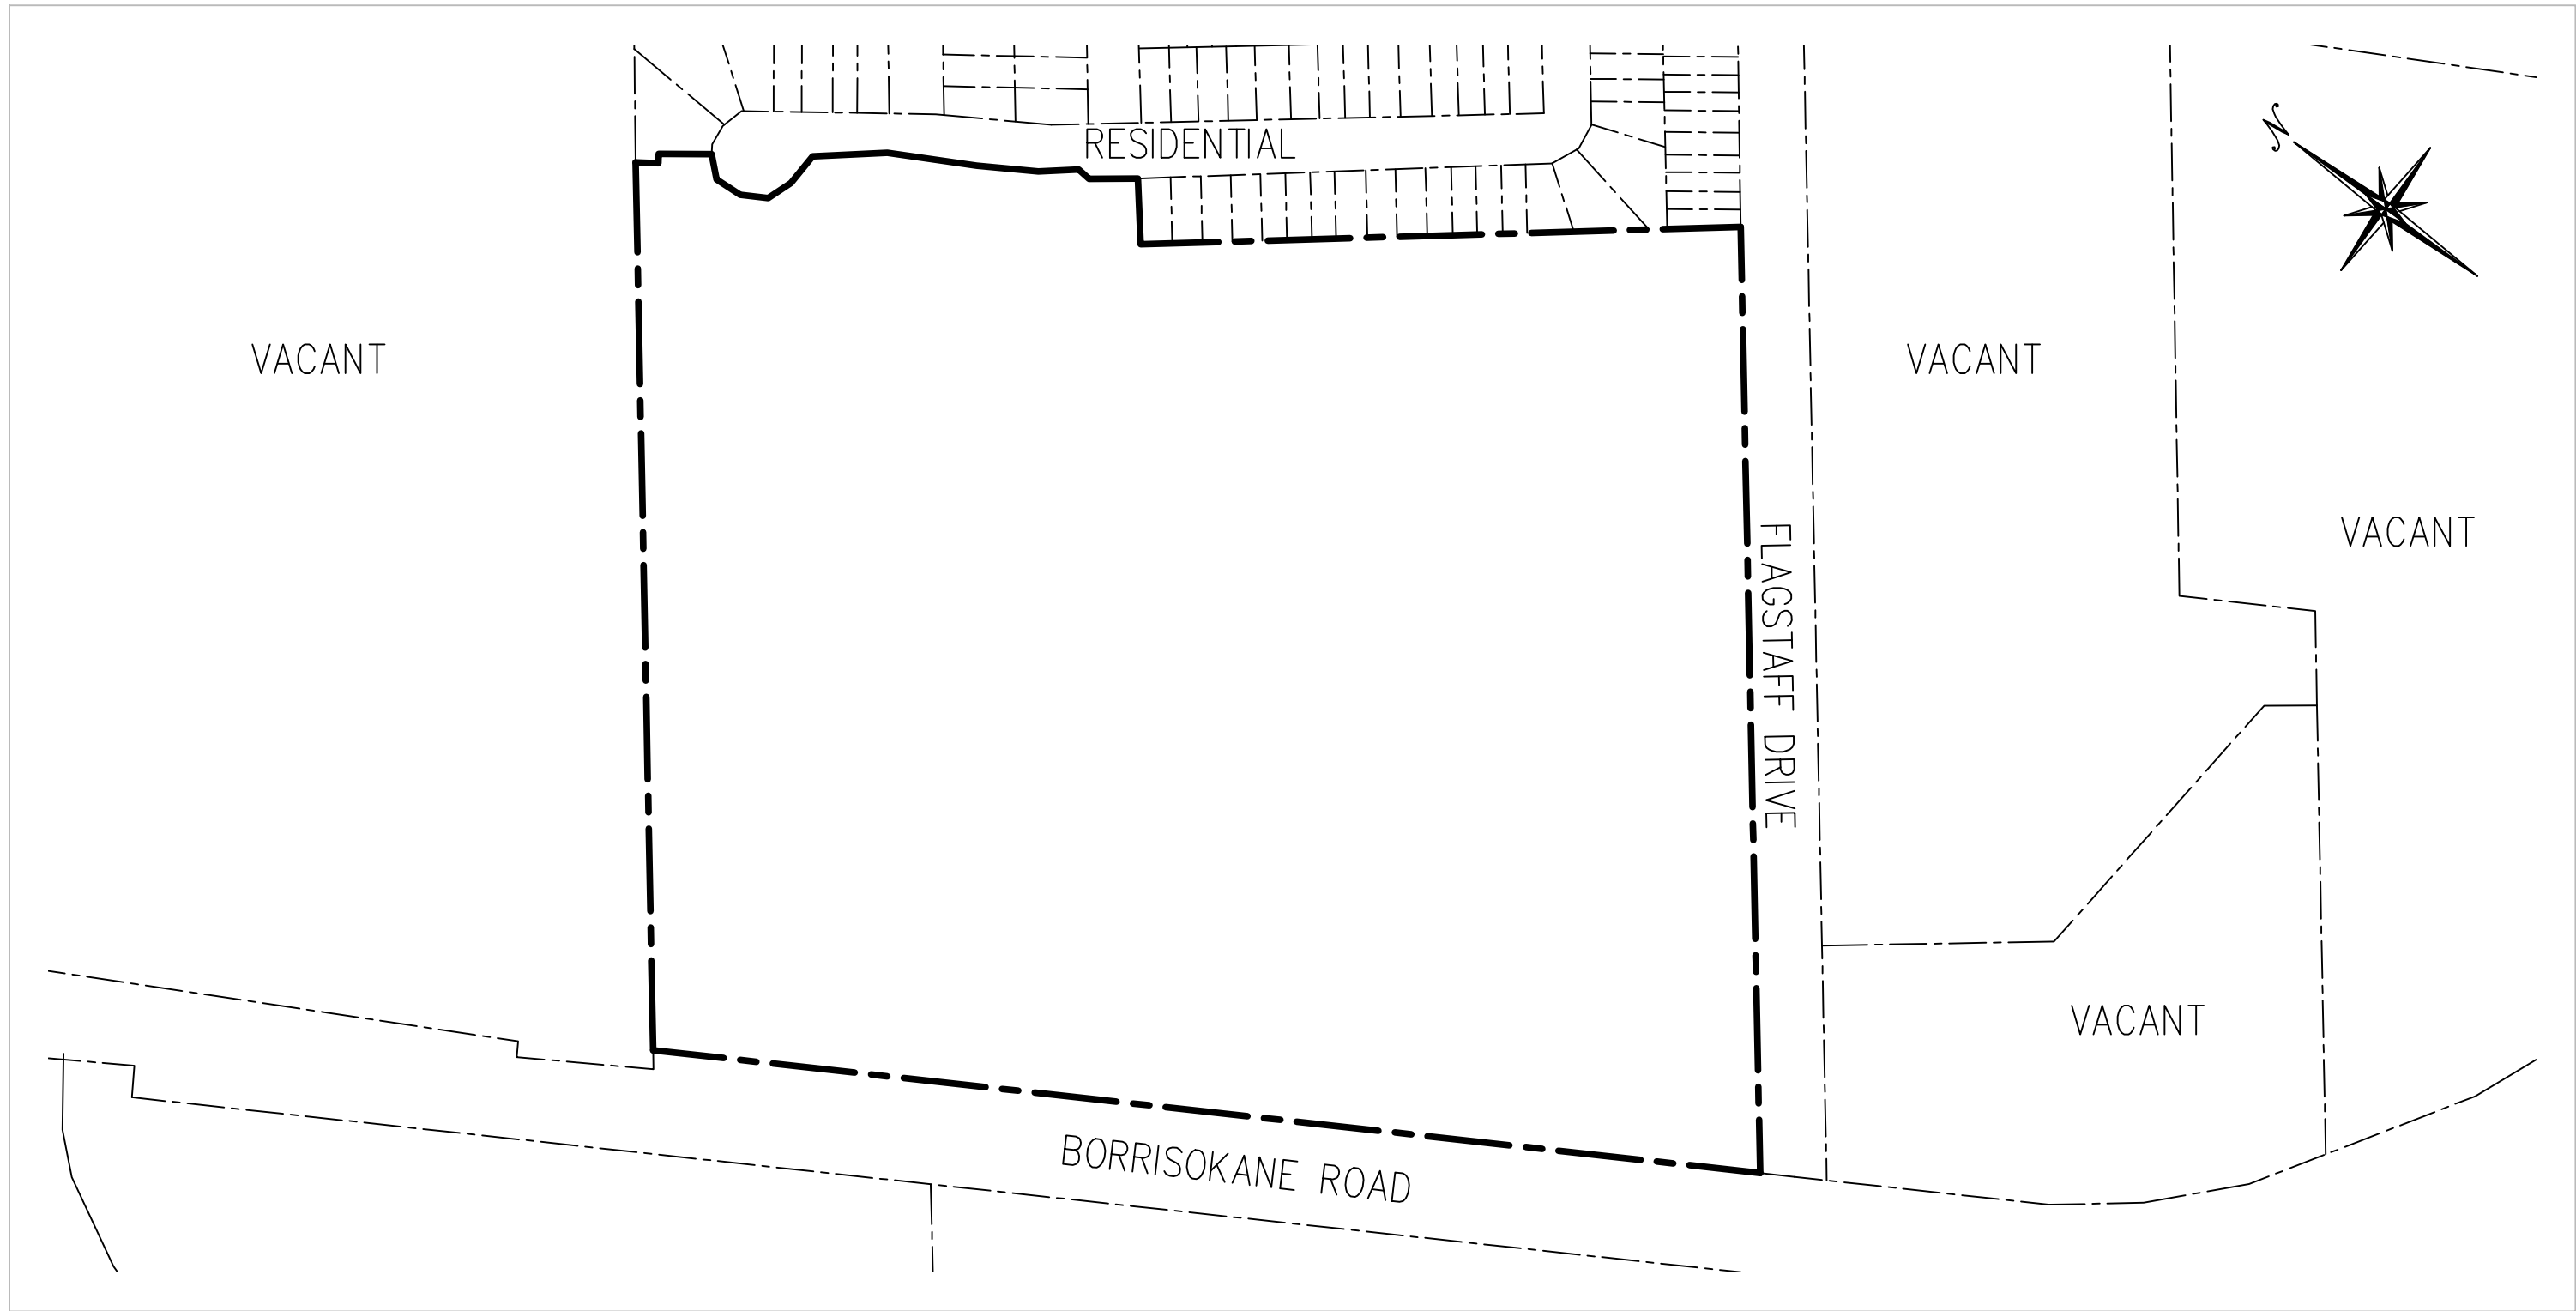 N
RESIDENTIAL
VACANT
VACANT
VACANT
FLAGSTAFF DRIVE
VACANT
BORRISOKANE ROAD